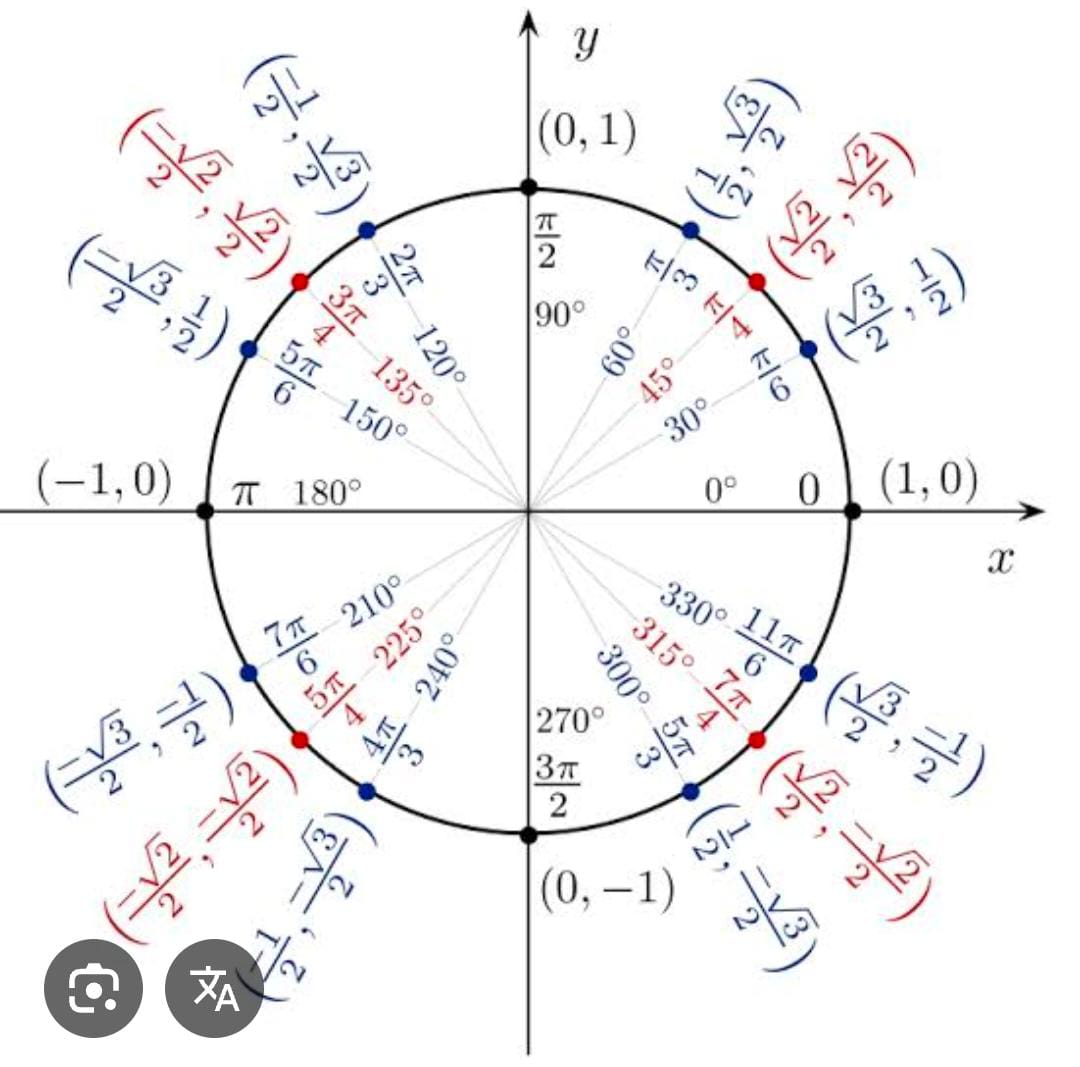 y
(0, 1)
(-1/2, √3/2)
(1/2, √3/2)
(-√2/2, √2/2)
(√2/2, √2/2)
(-√3/2, 1/2)
(√3/2, 1/2)
π/2
90°
2π/3
120°
π/3
60°
3π/4
135°
π/4
45°
5π/6
150°
π/6
30°
(-1, 0)
π 180°
0° 0
(1, 0)
x
7π/6
210°
330°
11π/6
5π/4
225°
315°
7π/4
4π/3
240°
300°
5π/3
270°
3π/2
(-√3/2, -1/2)
(√3/2, -1/2)
(-√2/2, -√2/2)
(√2/2, -√2/2)
(-1/2, -√3/2)
(1/2, -√3/2)
(0, -1)
文A